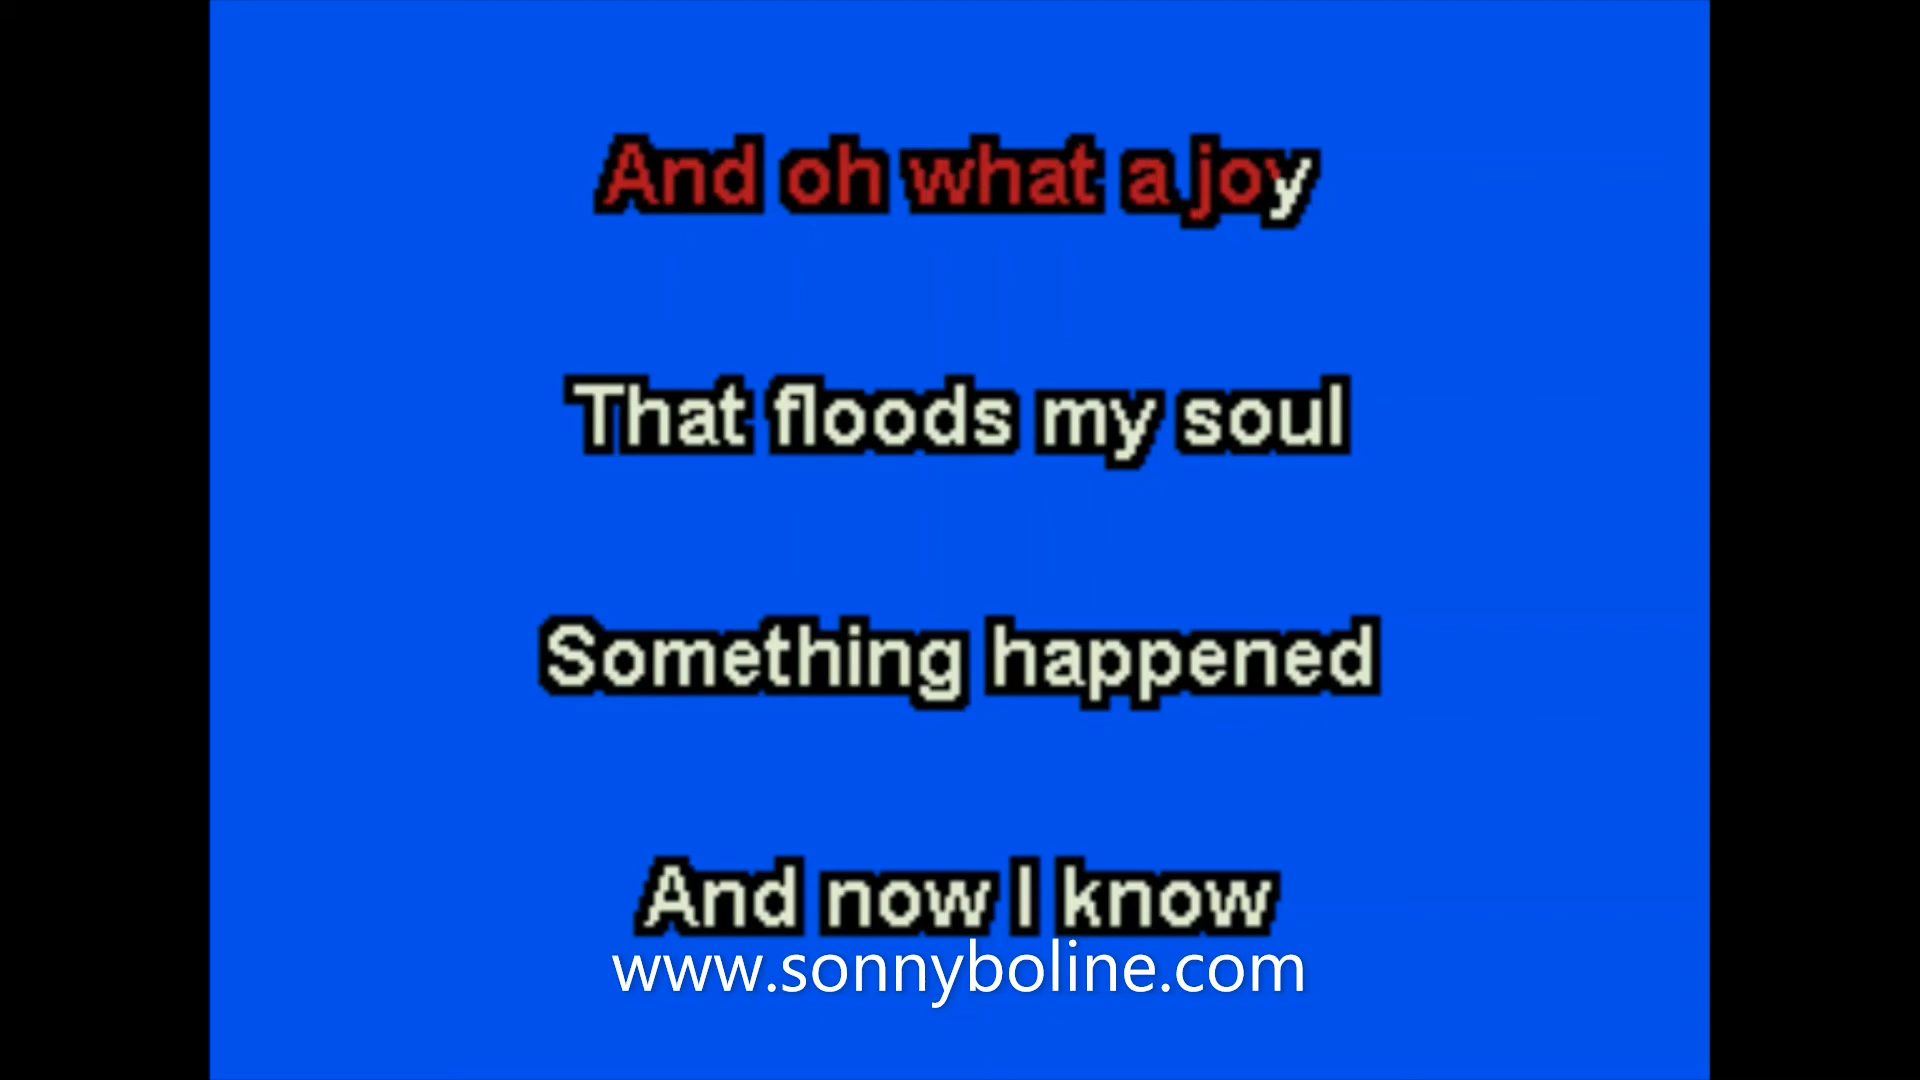 And oh what a joy
That floods my soul
Something happened
And now I know
www.sonnyboline.com